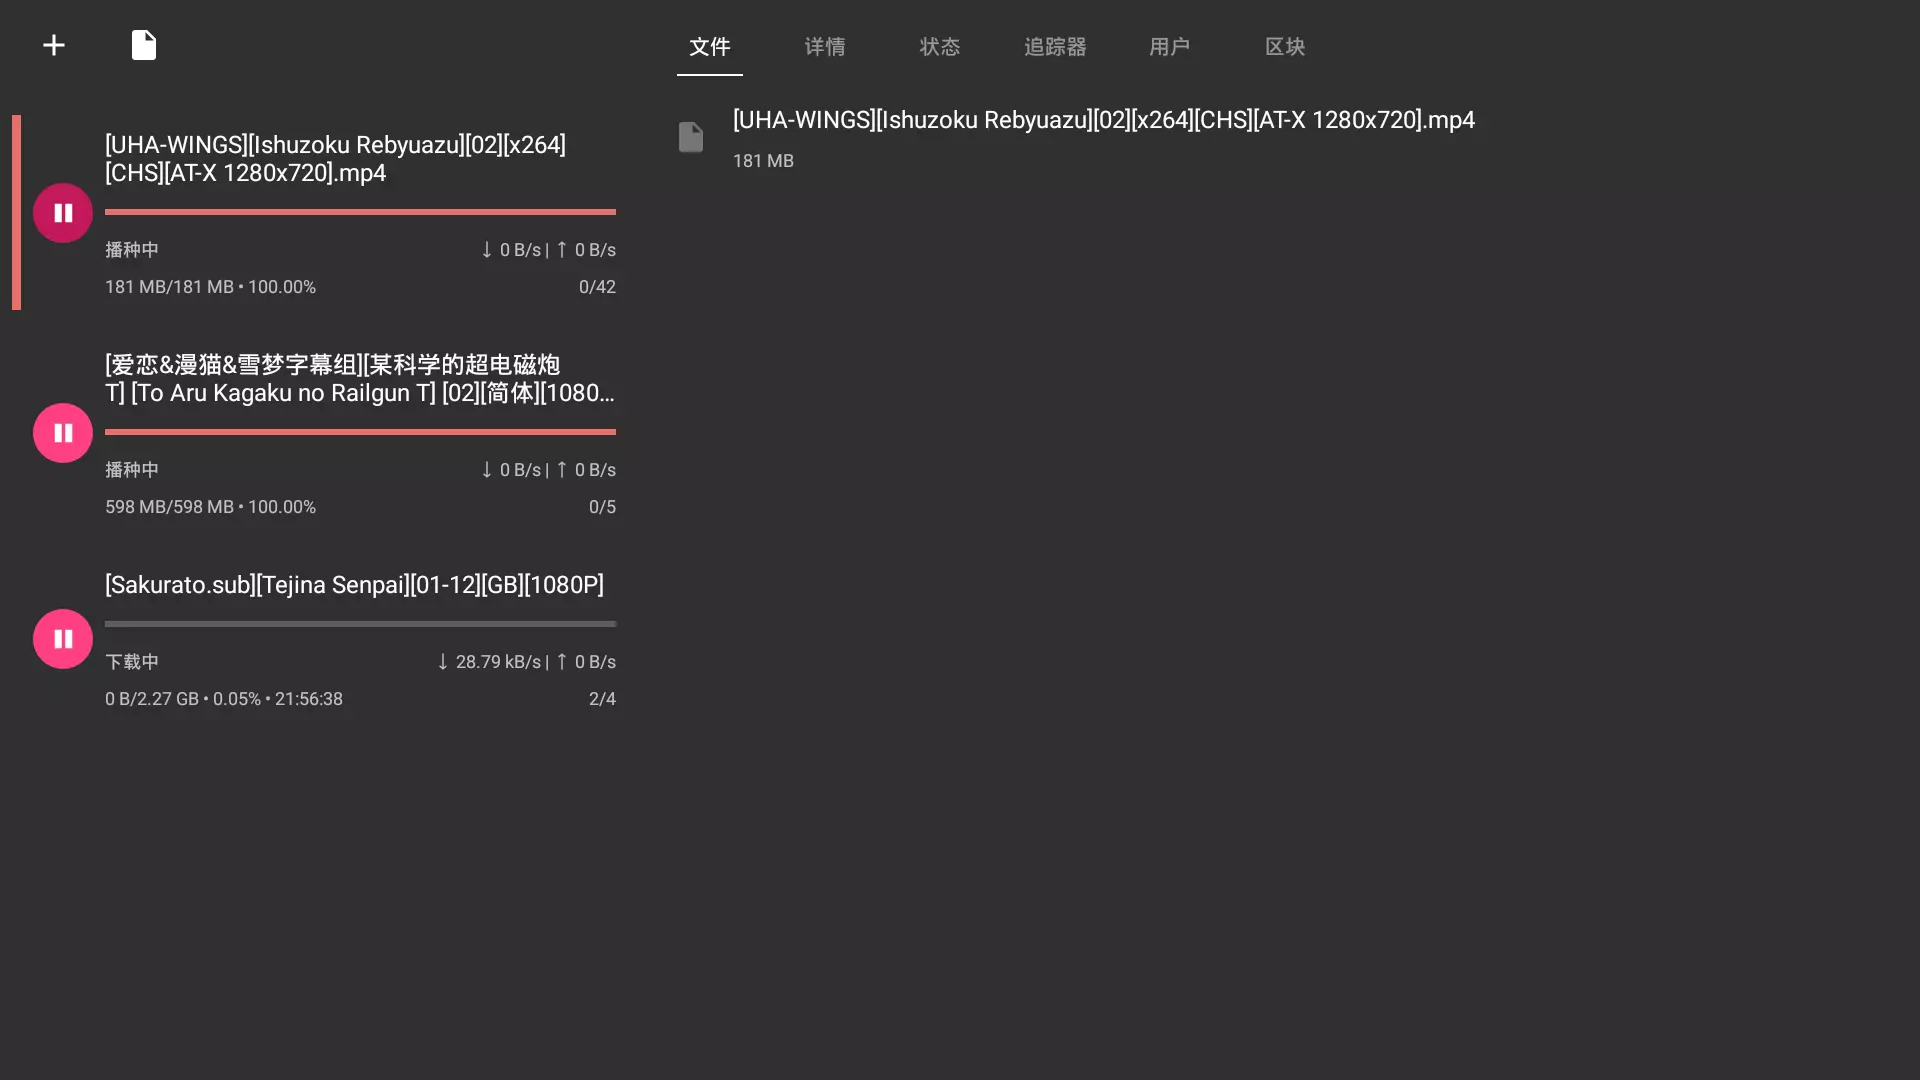 文件 详情 状态 追踪器 用户 区块
[UHA-WINGS][Ishuzoku Rebyuazu][02][x264]
[CHS][AT-X 1280x720].mp4
播种中 ↓ 0 B/s | ↑ 0 B/s
181 MB/181 MB • 100.00% 0/42
[爱恋&漫猫&雪梦字幕组][某科学的超电磁炮
T] [To Aru Kagaku no Railgun T] [02][简体][1080...
播种中 ↓ 0 B/s | ↑ 0 B/s
598 MB/598 MB • 100.00% 0/5
[Sakurato.sub][Tejina Senpai][01-12][GB][1080P]
下载中 ↓ 28.79 kB/s | ↑ 0 B/s
0 B/2.27 GB • 0.05% • 21:56:38 2/4
[UHA-WINGS][Ishuzoku Rebyuazu][02][x264][CHS][AT-X 1280x720].mp4
181 MB